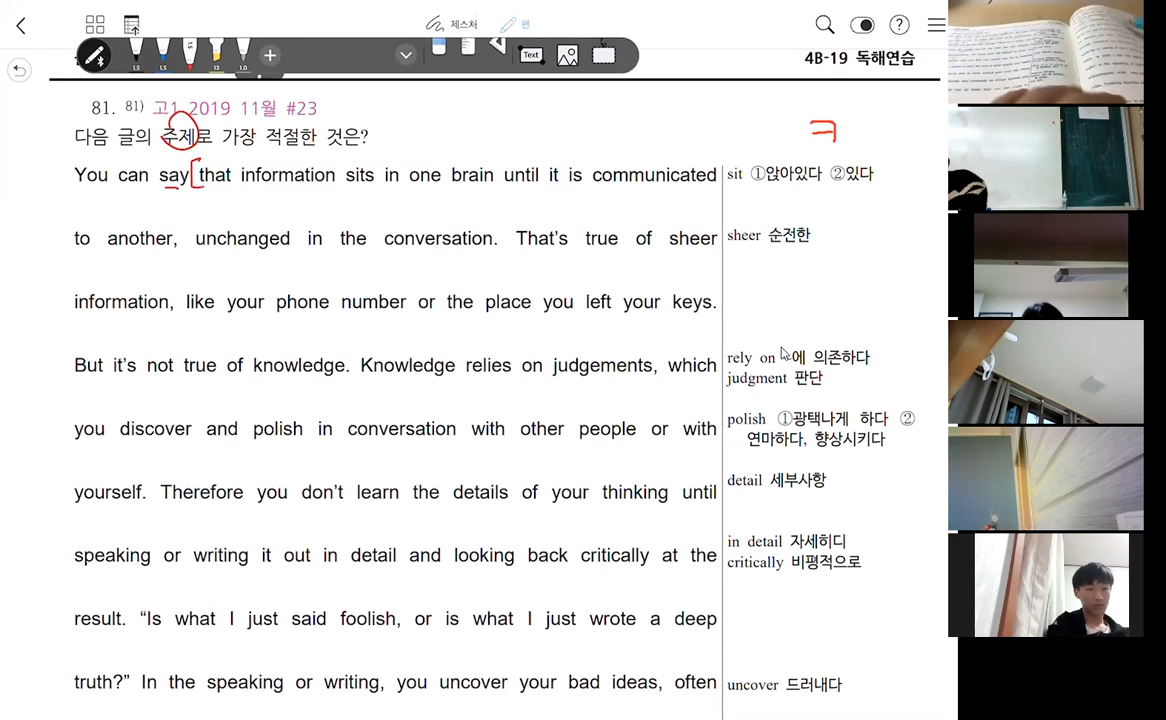 제스처 펜
1.5 1.5 1.5 13 1.0 Text
4B-19 독해연습
81. 81) 고1 2019 11월 #23
다음 글의 주제로 가장 적절한 것은?
ㅋ
You can say [that information sits in one brain until it is communicated
sit ①앉아있다 ②있다
to another, unchanged in the conversation. That's true of sheer
sheer 순전한
information, like your phone number or the place you left your keys.
But it's not true of knowledge. Knowledge relies on judgements, which
rely on ~에 의존하다
judgment 판단
you discover and polish in conversation with other people or with
polish ①광택나게 하다 ②
연마하다, 향상시키다
yourself. Therefore you don't learn the details of your thinking until
detail 세부사항
speaking or writing it out in detail and looking back critically at the
in detail 자세히디
critically 비평적으로
result. “Is what I just said foolish, or is what I just wrote a deep
truth?” In the speaking or writing, you uncover your bad ideas, often
uncover 드러내다